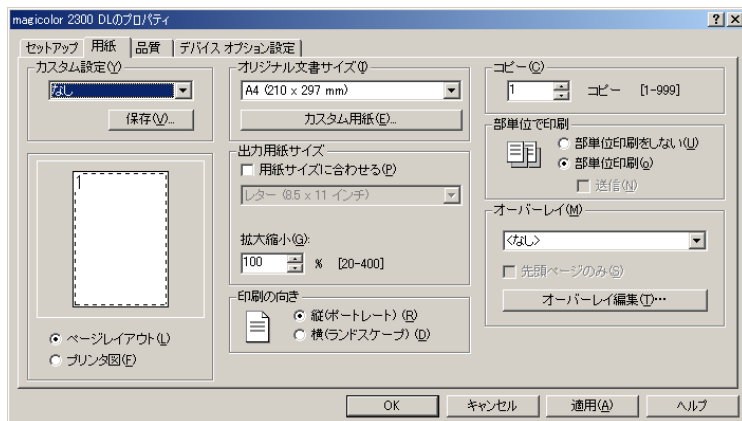 magicolor 2300 DLのプロパティ
セットアップ 用紙 品質 デバイス オプション設定
カスタム設定(Y)
なし
保存(V)...
1
ページレイアウト(L)
プリンタ図(F)
オリジナル文書サイズ(I)
A4 (210 x 297 mm)
カスタム用紙(E)...
出力用紙サイズ
用紙サイズに合わせる(P)
レター (8.5 x 11 インチ)
拡大縮小(G):
100 % [20-400]
印刷の向き
縦(ポートレート) (R)
横(ランドスケープ) (D)
コピー(C)
1 コピー [1-999]
部単位で印刷
部単位印刷をしない(U)
部単位印刷(o)
送信(N)
オーバーレイ(M)
<なし>
先頭ページのみ(S)
オーバーレイ編集(T)···
OK キャンセル 適用(A) ヘルプ